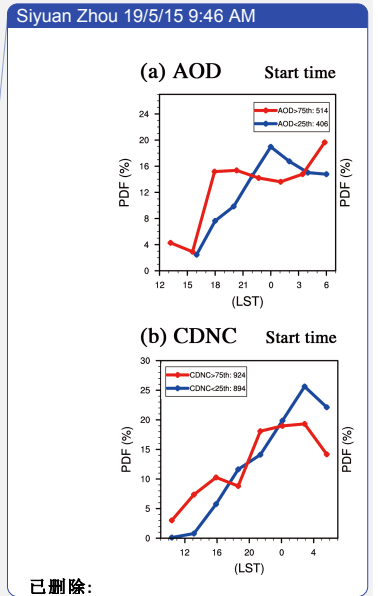 Siyuan Zhou 19/5/15 9:46 AM
(a) AOD Start time
AOD>75th: 514
AOD<25th: 406
24
20
16
12
8
4
0
PDF (%)
PDF (%)
12 15 18 21 0 3 6
(LST)
(b) CDNC Start time
CDNC>75th: 924
CDNC<25th: 894
30
25
20
15
10
5
0
PDF (%)
PDF (%)
12 16 20 0 4
(LST)
已删除: